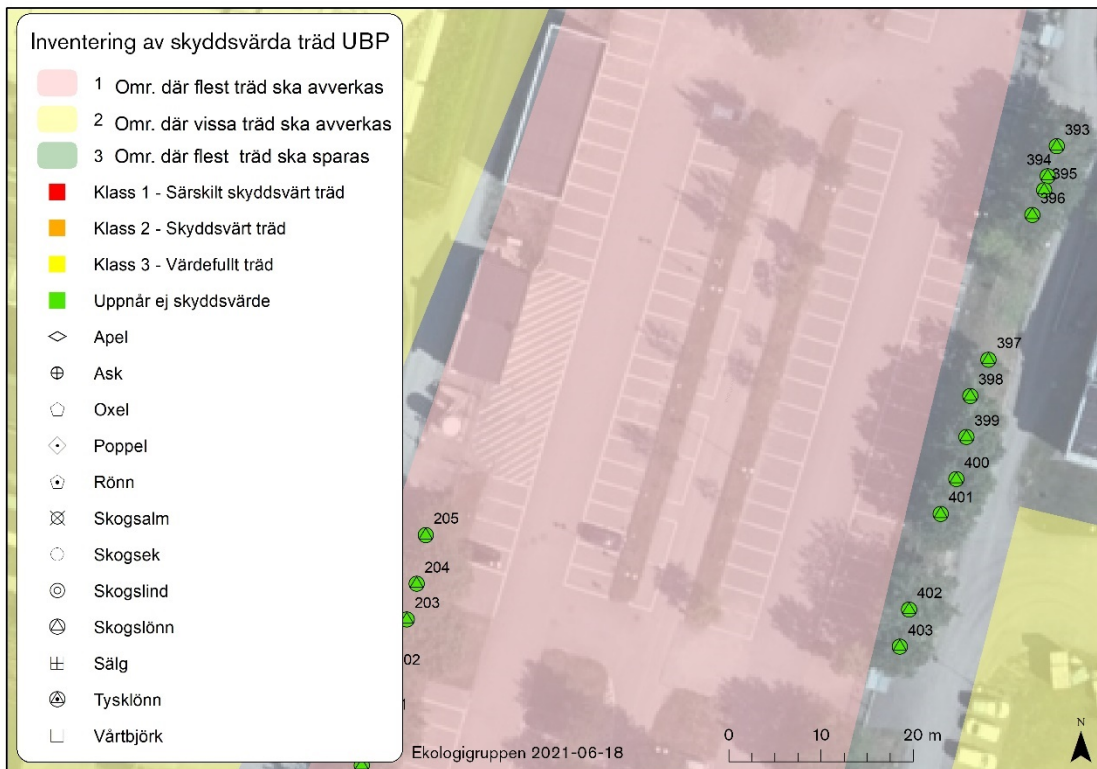 Inventering av skyddsvärda träd UBP
1 Omr. där flest träd ska avverkas
2 Omr. där vissa träd ska avverkas
3 Omr. där flest träd ska sparas
Klass 1 - Särskilt skyddsvärt träd
Klass 2 - Skyddsvärt träd
Klass 3 - Värdefullt träd
Uppnår ej skyddsvärde
Apel
Ask
Oxel
Poppel
Rönn
Skogsalm
Skogsek
Skogslind
Skogslönn
Sälg
Tysklönn
Vårtbjörk
205
204
203
02
1
393
394
395
396
397
398
399
400
401
402
403
Ekologigruppen 2021-06-18
0 10 20 m
N